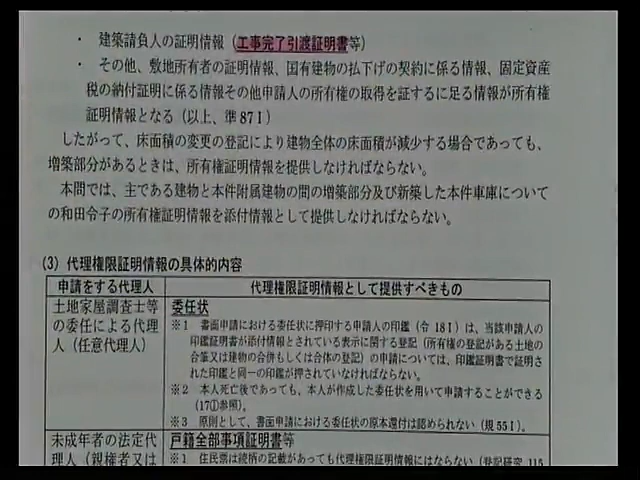 ・ 建築請負人の証明情報（工事完了引渡証明書等）
・ その他、敷地所有者の証明情報、国有建物の払下げの契約に係る情報、固定資産
税の納付証明に係る情報その他申請人の所有権の取得を証するに足る情報が所有権
証明情報となる（以上、準87Ⅰ）
したがって、床面積の変更の登記により建物全体の床面積が減少する場合であっても、
増築部分があるときは、所有権証明情報を提供しなければならない。
本問では、主である建物と本件附属建物の間の増築部分及び新築した本件車庫について
の和田令子の所有権証明情報を添付情報として提供しなければならない。
(3) 代理権限証明情報の具体的内容
申請をする代理人 代理権限証明情報として提供すべきもの
土地家屋調査士等
の委任による代理
人（任意代理人）
委任状
※1 書面申請における委任状に押印する申請人の印鑑（令18Ⅰ）は、当該申請人の
印鑑証明書が添付情報とされている表示に関する登記（所有権の登記がある土地の
合筆又は建物の合併もしくは合体の登記）の申請については、印鑑証明書で証明さ
れた印鑑と同一の印鑑が押されていなければならない。
※2 本人死亡後であっても、本人が作成した委任状を用いて申請することができる
(17①参照)。
※3 原則として、書面申請における委任状の原本還付は認められない（規55Ⅰ）。
未成年者の法定代
理人（親権者又は
戸籍全部事項証明書等
※1 住民票は続柄の記載があっても代理権限証明情報にはならない（登記研究 115